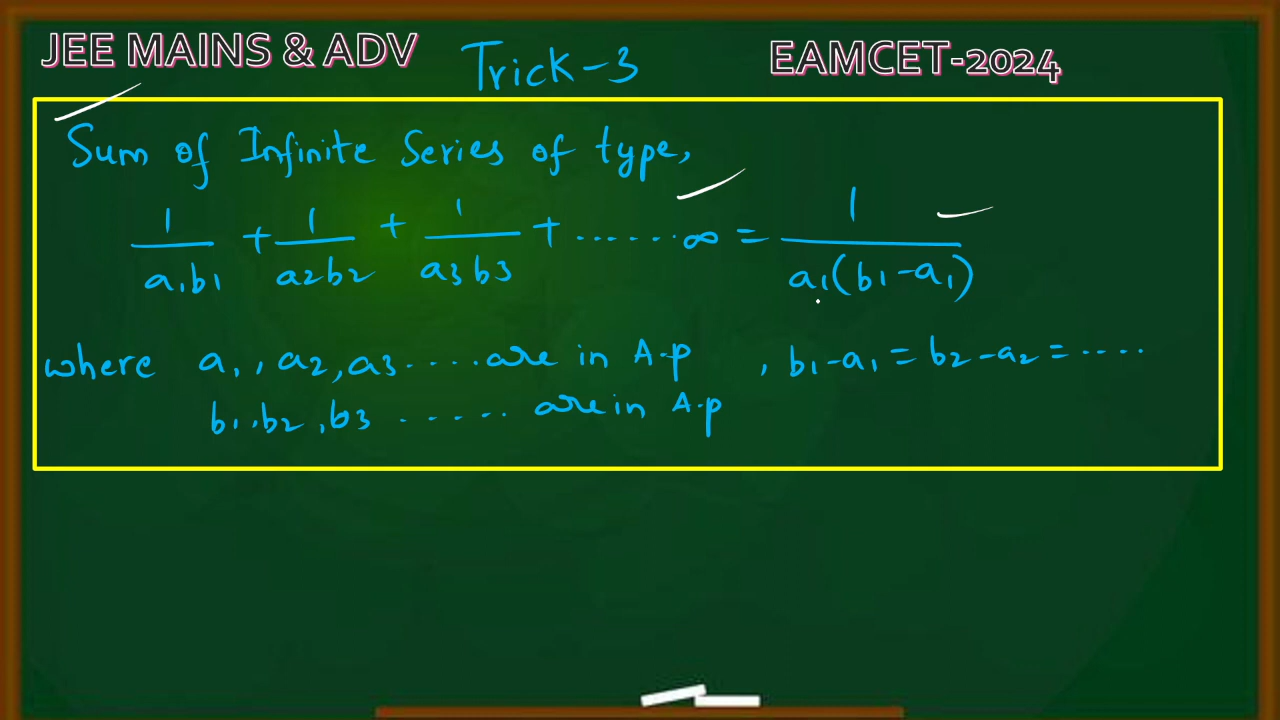 JEE MAINS & ADV
Trick-3
EAMCET-2024
Sum of Infinite Series of type,
1/a1b1 + 1/a2b2 + 1/a3b3 + ....... ∞ = 1/a1(b1-a1)
where a1, a2, a3.....are in A.p , b1-a1 = b2-a2 = ....
b1, b2, b3 ...... are in A.p